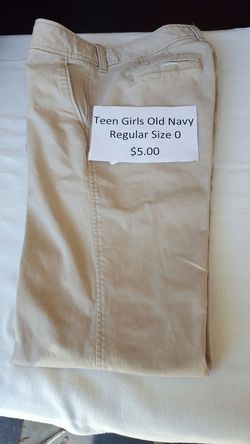 Teen Girls Old Navy
Regular Size 0
$5.00